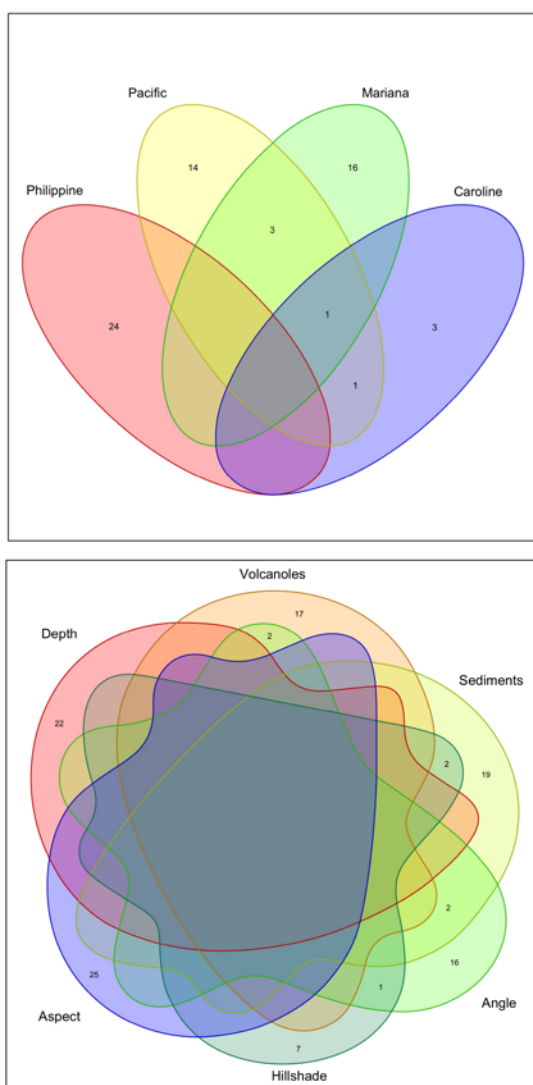 Pacific Mariana
Philippine Caroline
14 16
3
24 1 3
1
Volcanoles
17
Depth 2
Sediments
22 2 19
2
25 16
1
Aspect Angle
7
Hillshade